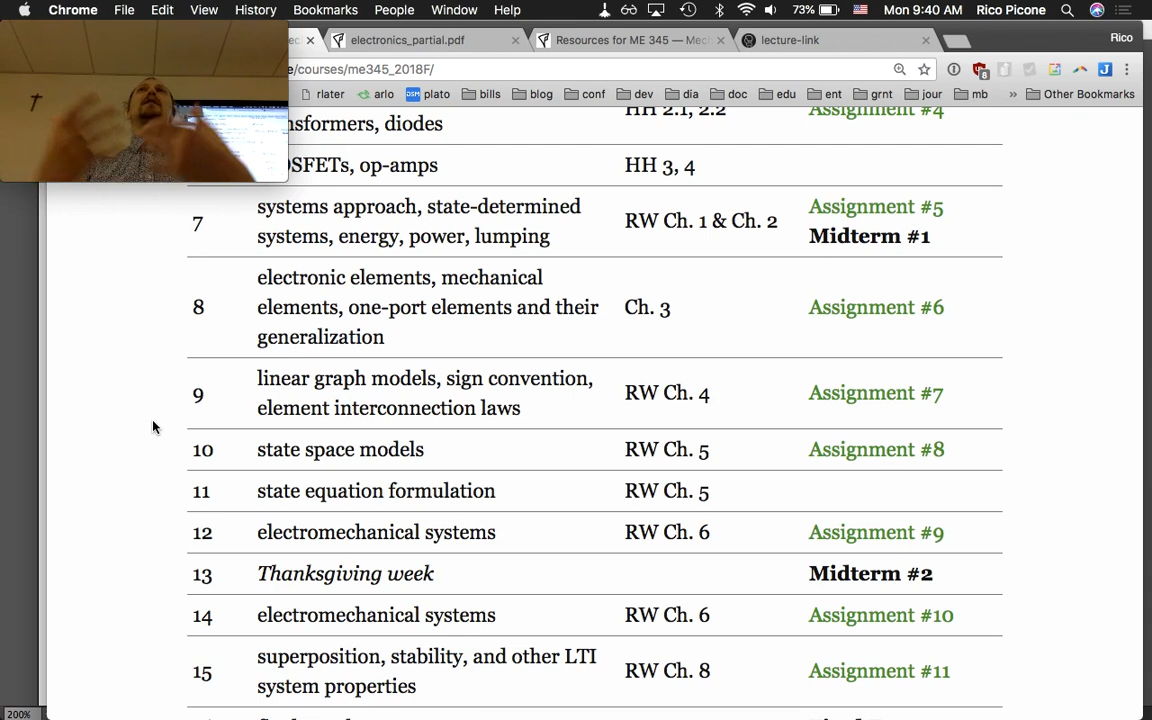 Chrome File Edit View History Bookmarks People Window Help 73% Mon 9:40 AM Rico Picone
electronics_partial.pdf Resources for ME 345 — Mec lecture-link Rico
e/courses/me345_2018F/ 8
rlater arlo DSM plato bills blog conf dev dia doc edu ent grnt jour mb » Other Bookmarks
nsformers, diodes HH 2.1, 2.2 Assignment #4
OSFETs, op-amps HH 3, 4
7 systems approach, state-determined systems, energy, power, lumping RW Ch. 1 & Ch. 2 Assignment #5 Midterm #1
8 electronic elements, mechanical elements, one-port elements and their generalization Ch. 3 Assignment #6
9 linear graph models, sign convention, element interconnection laws RW Ch. 4 Assignment #7
10 state space models RW Ch. 5 Assignment #8
11 state equation formulation RW Ch. 5
12 electromechanical systems RW Ch. 6 Assignment #9
13 Thanksgiving week Midterm #2
14 electromechanical systems RW Ch. 6 Assignment #10
15 superposition, stability, and other LTI system properties RW Ch. 8 Assignment #11
200%